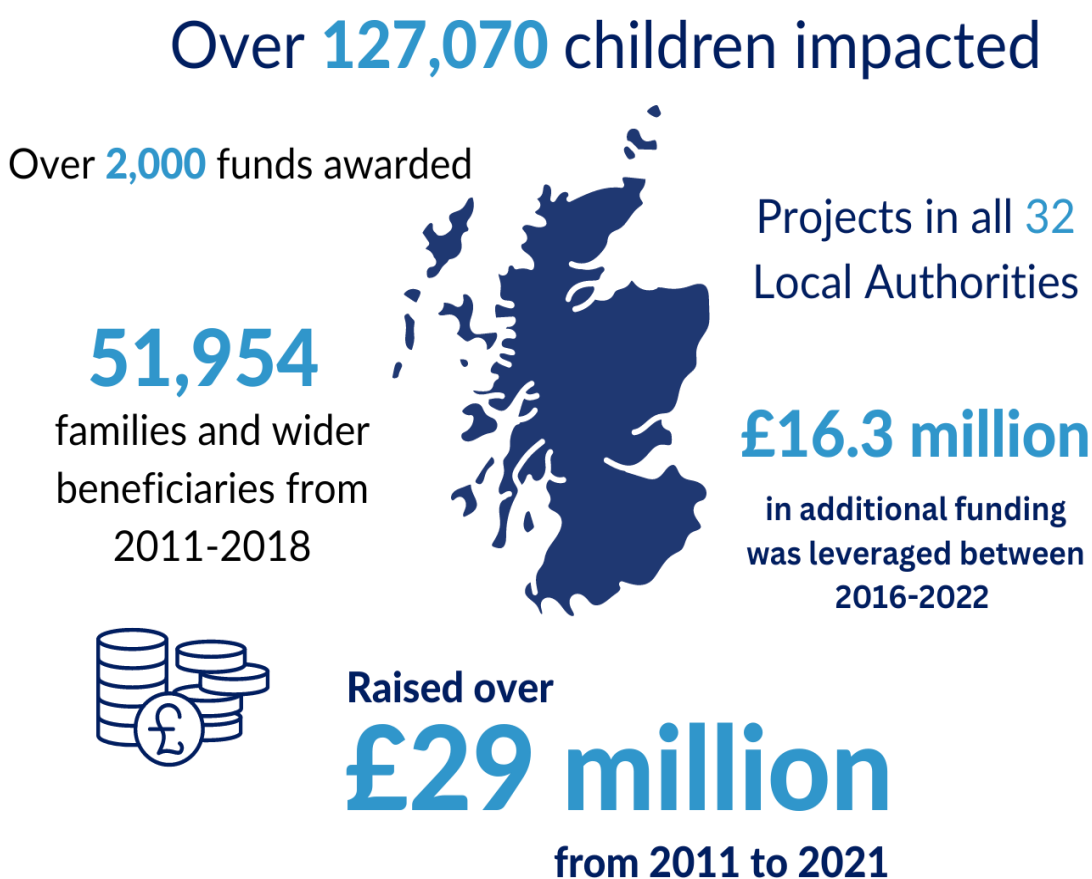 Over 127,070 children impacted
Over 2,000 funds awarded
Projects in all 32
Local Authorities
51,954
families and wider
beneficiaries from
2011-2018
£16.3 million
in additional funding
was leveraged between
2016-2022
£
Raised over
£29 million
from 2011 to 2021